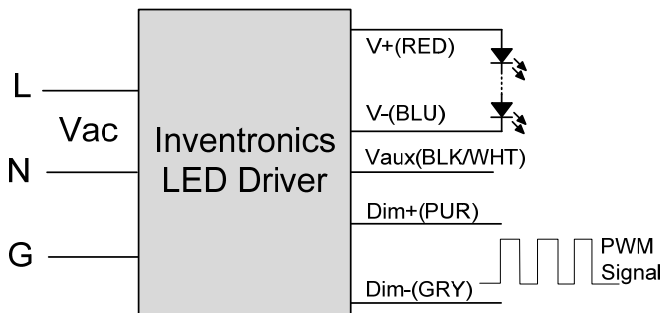 L
Vac
N
G
Inventronics
LED Driver
V+(RED)
V-(BLU)
Vaux(BLK/WHT)
Dim+(PUR)
Dim-(GRY)
PWM
Signal